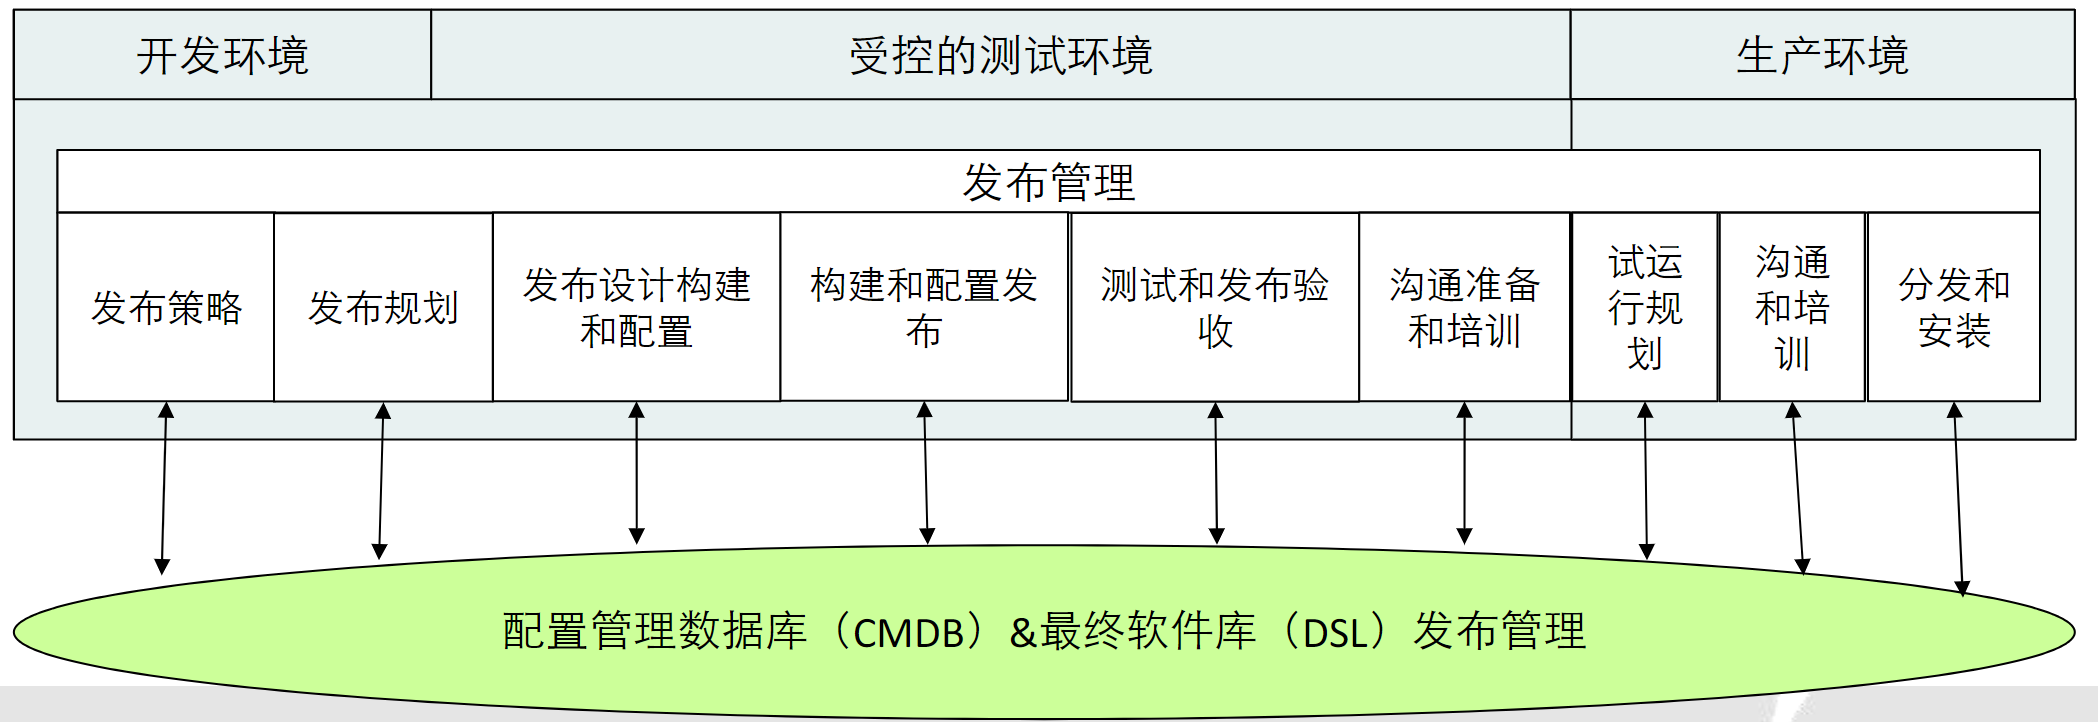 开发环境
受控的测试环境
生产环境
发布管理
发布策略
发布规划
发布设计构建
和配置
构建和配置发
布
测试和发布验
收
沟通准备
和培训
试运
行规
划
沟通
和培
训
分发和
安装
配置管理数据库（CMDB）&最终软件库（DSL）发布管理